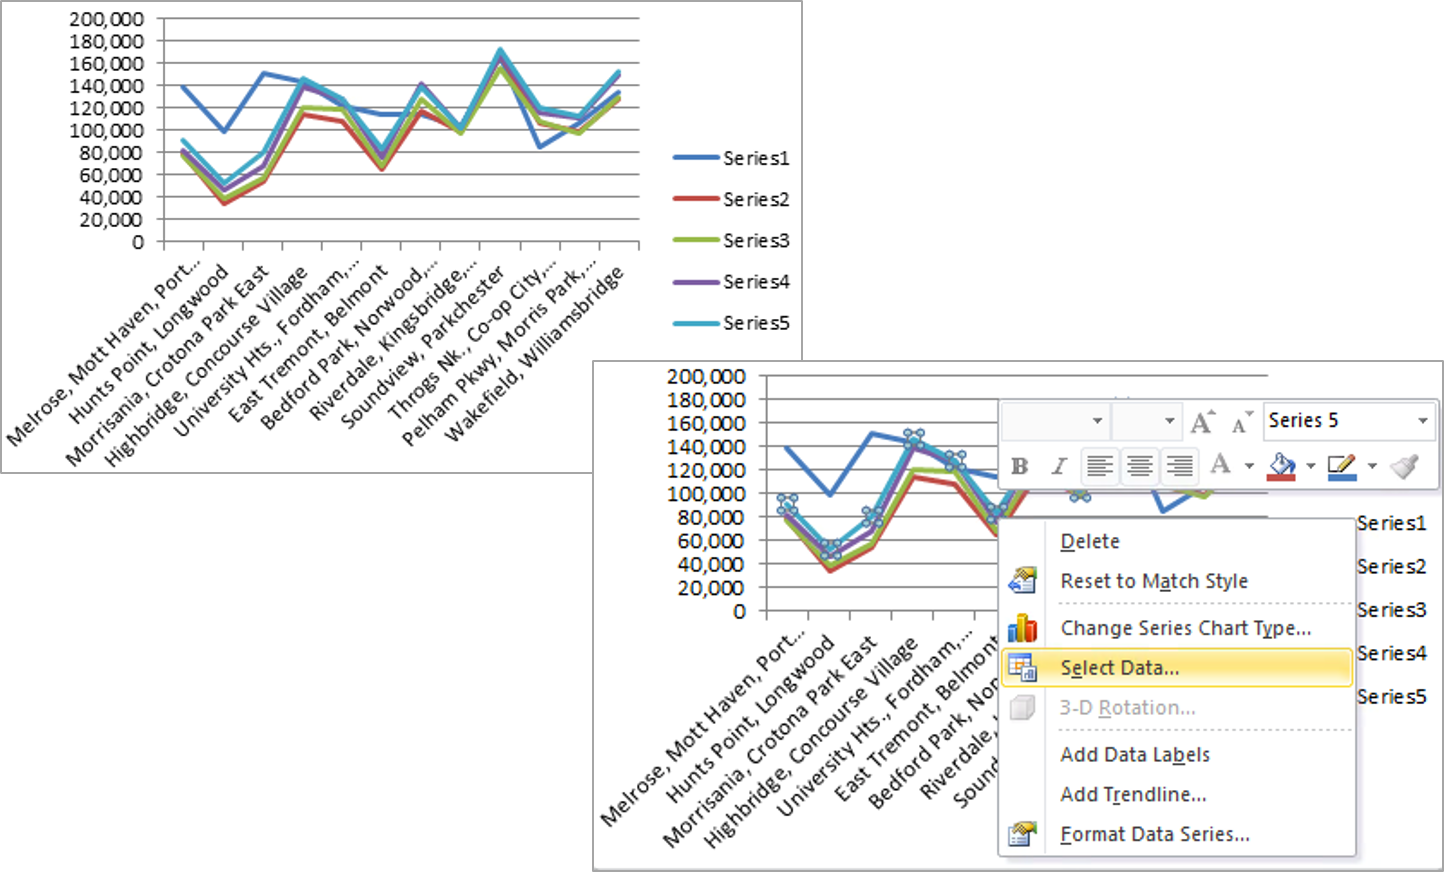 200,000
180,000
160,000
140,000
120,000
100,000
80,000
60,000
40,000
20,000
0
Series1
Series2
Series3
Series4
Series5
Melrose, Mott Haven, Port...
Hunts Point, Longwood
Morrisania, Crotona Park East
Highbridge, Concourse Village
University Hts., Fordham,...
East Tremont, Belmont
Bedford Park, Norwood,...
Riverdale, Kingsbridge,...
Soundview, Parkchester
Throgs Nk., Co-op City,...
Pelham Pkwy, Morris Park,...
Wakefield, Williamsbridge
200,000
180,000
160,000
140,000
120,000
100,000
80,000
60,000
40,000
20,000
0
A A Series 5
B I A
Series1
Series2
Series3
Series4
Series5
Delete
Reset to Match Style
Change Series Chart Type...
Select Data...
3-D Rotation...
Add Data Labels
Add Trendline...
Format Data Series...
Melrose, Mott Haven, Port...
Hunts Point, Longwood
Morrisania, Crotona Park East
Highbridge, Concourse Village
University Hts., Fordham,...
East Tremont, Belmont
Bedford Park, Nor
Riverdale,
Sound